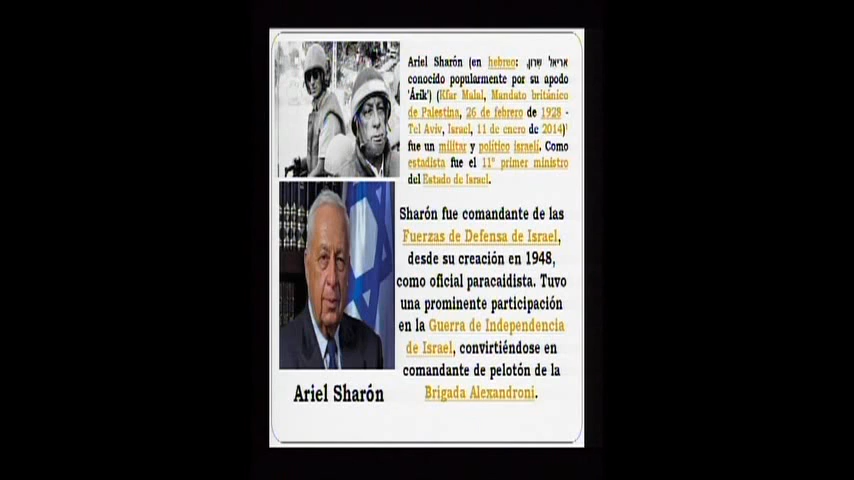 Ariel Sharón (en hebreo: אריאל שרון,
conocido popularmente por su apodo
'Árik') (Kfar Malal, Mandato británico
de Palestina, 26 de febrero de 1928 -
Tel Aviv, Israel, 11 de enero de 2014)¹
fue un militar y político israelí. Como
estadista fue el 11º primer ministro
del Estado de Israel.
Sharón fue comandante de las
Fuerzas de Defensa de Israel,
desde su creación en 1948,
como oficial paracaidista. Tuvo
una prominente participación
en la Guerra de Independencia
de Israel, convirtiéndose en
comandante de pelotón de la
Brigada Alexandroni.
Ariel Sharón